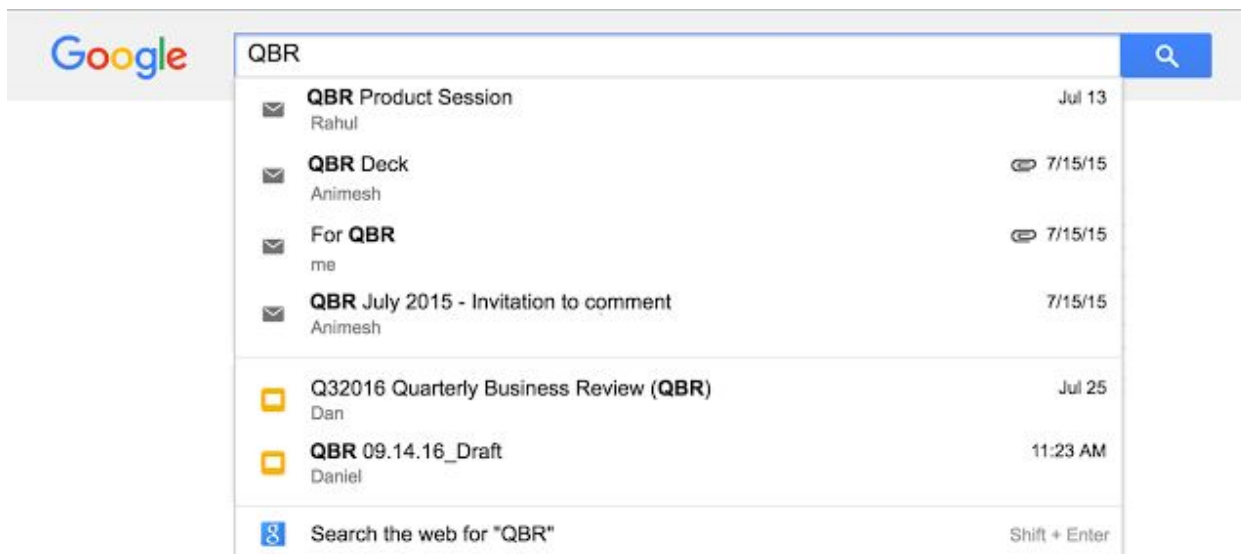 Google
QBR
QBR Product Session Jul 13
Rahul
QBR Deck 7/15/15
Animesh
For QBR 7/15/15
me
QBR July 2015 - Invitation to comment 7/15/15
Animesh
Q32016 Quarterly Business Review (QBR) Jul 25
Dan
QBR 09.14.16_Draft 11:23 AM
Daniel
8 Search the web for "QBR" Shift + Enter